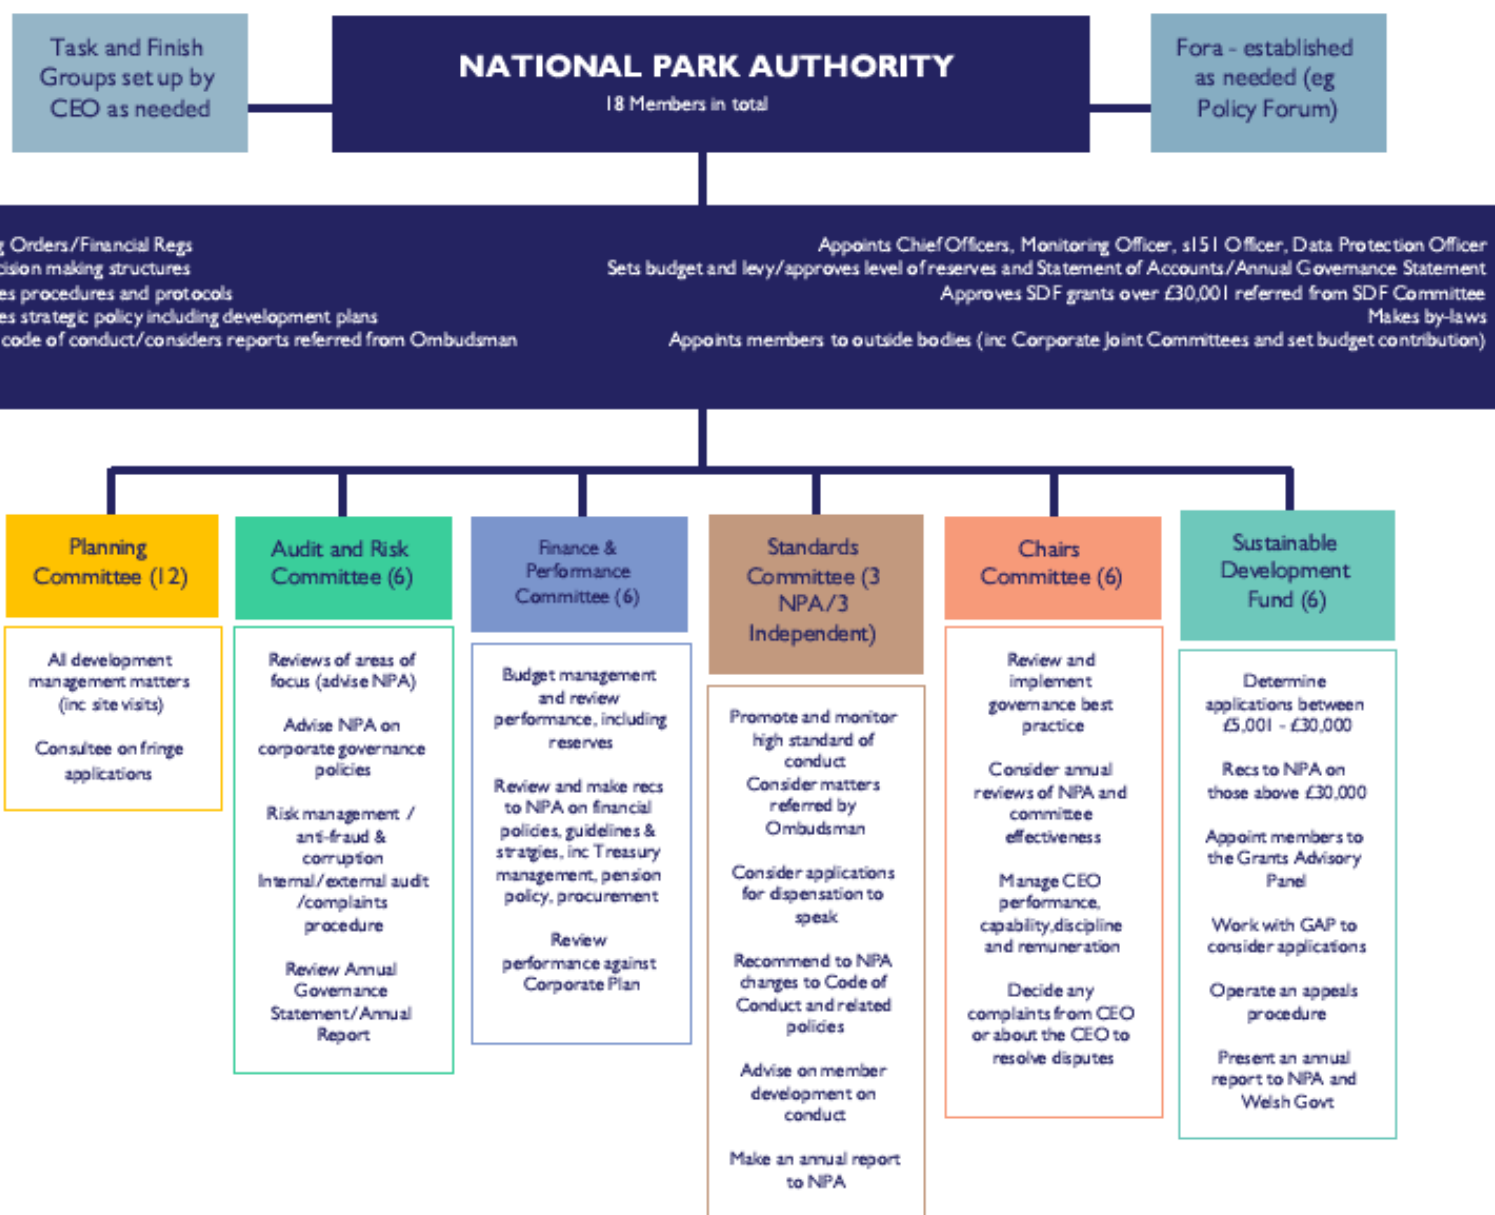 Task and Finish
Groups set up by
CEO as needed
NATIONAL PARK AUTHORITY
18 Members in total
Fora - established
as needed (eg
Policy Forum)
g Orders/Financial Regs
cision making structures
es procedures and protocols
es strategic policy including development plans
code of conduct/considers reports referred from Ombudsman
Appoints Chief Officers, Monitoring Officer, s151 Officer, Data Protection Officer
Sets budget and levy/approves level of reserves and Statement of Accounts/Annual Governance Statement
Approves SDF grants over £30,001 referred from SDF Committee
Makes by-laws
Appoints members to outside bodies (inc Corporate Joint Committees and set budget contribution)
Planning
Committee (12)
All development
management matters
(inc site visits)
Consultee on fringe
applications
Audit and Risk
Committee (6)
Reviews of areas of
focus (advise NPA)
Advise NPA on
corporate governance
policies
Risk management /
anti-fraud &
corruption
Internal/external audit
/complaints
procedure
Review Annual
Governance
Statement/Annual
Report
Finance &
Performance
Committee (6)
Budget management
and review
performance, including
reserves
Review and make recs
to NPA on financial
policies, guidelines &
stratgies, inc Treasury
management, pension
policy, procurement
Review
performance against
Corporate Plan
Standards
Committee (3
NPA/3
Independent)
Promote and monitor
high standard of
conduct
Consider matters
referred by
Ombudsman
Consider applications
for dispensation to
speak
Recommend to NPA
changes to Code of
Conduct and related
policies
Advise on member
development on
conduct
Make an annual report
to NPA
Chairs
Committee (6)
Review and
implement
governance best
practice
Consider annual
reviews of NPA and
committee
effectiveness
Manage CEO
performance,
capability,discipline
and remuneration
Decide any
complaints from CEO
or about the CEO to
resolve disputes
Sustainable
Development
Fund (6)
Determine
applications between
£5,001 - £30,000
Recs to NPA on
those above £30,000
Appoint members to
the Grants Advisory
Panel
Work with GAP to
consider applications
Operate an appeals
procedure
Present an annual
report to NPA and
Welsh Govt